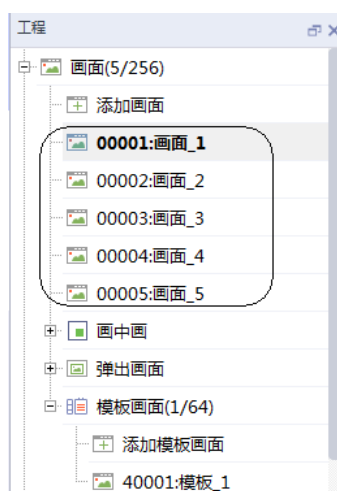 工程
画面(5/256)
添加画面
00001:画面_1
00002:画面_2
00003:画面_3
00004:画面_4
00005:画面_5
画中画
弹出画面
模板画面(1/64)
添加模板画面
40001:模板_1